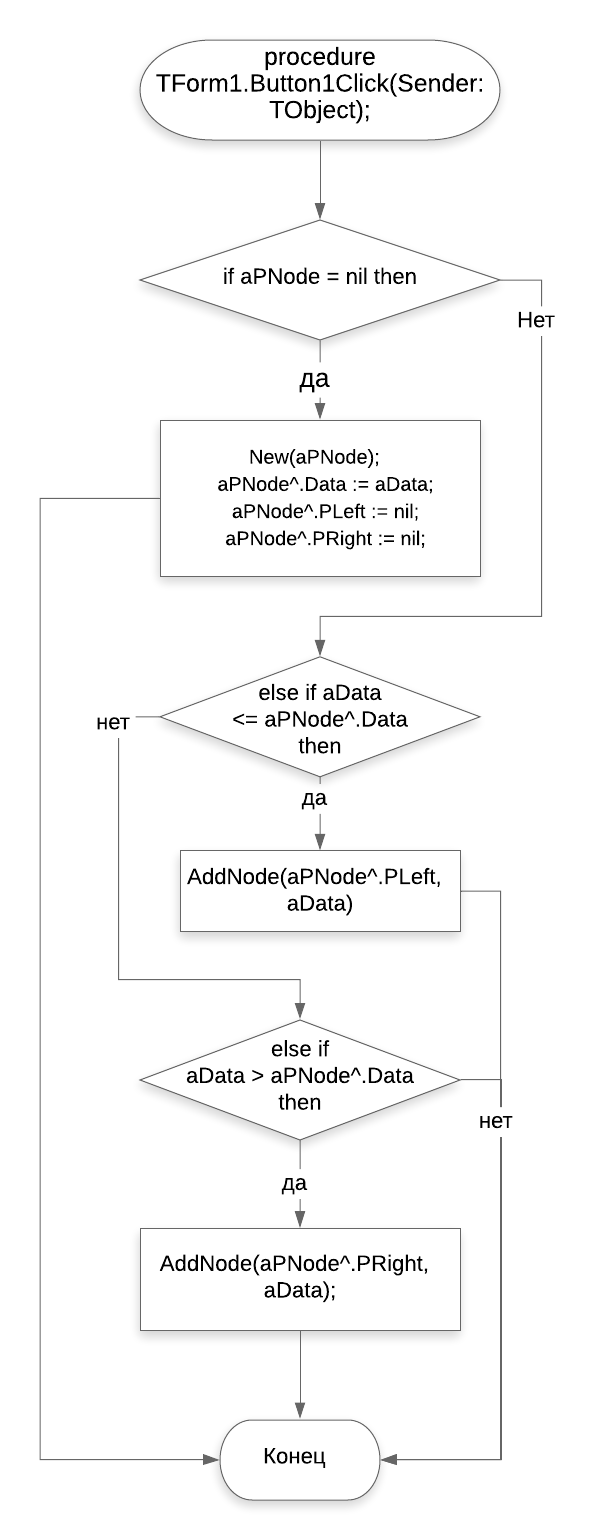 procedure
TForm1.Button1Click(Sender:
TObject);
if aPNode = nil then
Нет
да
New(aPNode);
aPNode^.Data := aData;
aPNode^.PLeft := nil;
aPNode^.PRight := nil;
else if aData
<= aPNode^.Data
then
нет
да
AddNode(aPNode^.PLeft,
aData)
else if
aData > aPNode^.Data
then
нет
да
AddNode(aPNode^.PRight,
aData);
Конец